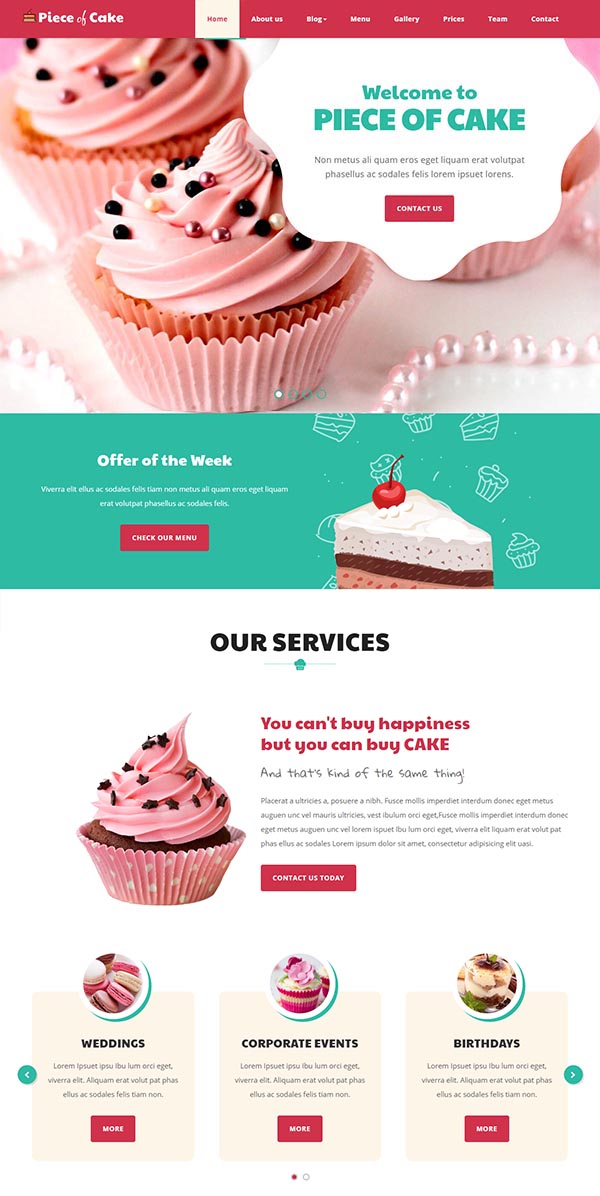 Piece of Cake
Home About us Blog Menu Gallery Prices Team Contact
Welcome to
PIECE OF CAKE
Non metus ali quam eros eget liquam erat volutpat
phasellus ac sodales felis lorem ipsuet lorens.
CONTACT US
Offer of the Week
Viverra elit ellus ac sodales felis tiam non metus ali quam eros eget liquam
erat volutpat phasellus ac sodales felis.
CHECK OUR MENU
OUR SERVICES
You can't buy happiness
but you can buy CAKE
And that's kind of the same thing!
Placerat a ultricies a, posuere a nibh. Fusce mollis imperdiet interdum donec eget metus
auguen unc vel mauris ultricies, vest ibulum orci eget,Fusce mollis imperdiet interdum donec
eget metus auguen unc vel lorem ispuet Ibu lum orci eget, viverra elit liquam erat volut pat
phas ellus ac sodales Lorem ipsum dolor sit amet, consectetur adipisicing elit uasi.
CONTACT US TODAY
WEDDINGS
Lorem Ipsuet ipsu Ibu lum orci eget,
viverra elit. Aliquam erat volut pat phas
ellus ac sodales felis tiam non.
MORE
CORPORATE EVENTS
Lorem Ipsuet ipsu Ibu lum orci eget,
viverra elit. Aliquam erat volut pat phas
ellus ac sodales felis tiam non.
MORE
BIRTHDAYS
Lorem Ipsuet ipsu Ibu lum orci eget,
viverra elit. Aliquam erat volut pat phas
ellus ac sodales felis tiam non.
MORE